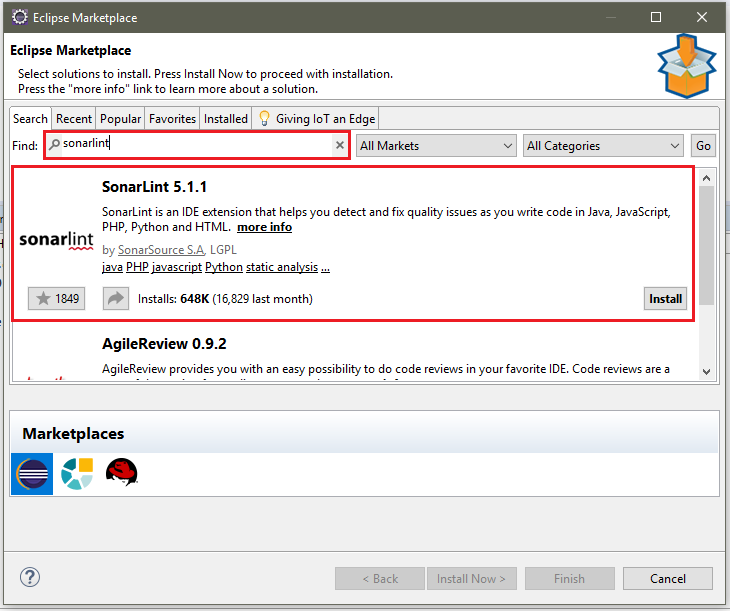 Eclipse Marketplace
Eclipse Marketplace
Select solutions to install. Press Install Now to proceed with installation.
Press the "more info" link to learn more about a solution.
Search Recent Popular Favorites Installed Giving IoT an Edge
Find: sonarlint All Markets All Categories Go
SonarLint 5.1.1
SonarLint is an IDE extension that helps you detect and fix quality issues as you write code in Java, JavaScript,
PHP, Python and HTML. more info
sonarlint
by SonarSource S.A, LGPL
java PHP javascript Python static analysis ...
1849 Installs: 648K (16,829 last month) Install
AgileReview 0.9.2
AgileReview provides you with an easy possibility to do code reviews in your favorite IDE. Code reviews are a
Marketplaces
? < Back Install Now > Finish Cancel